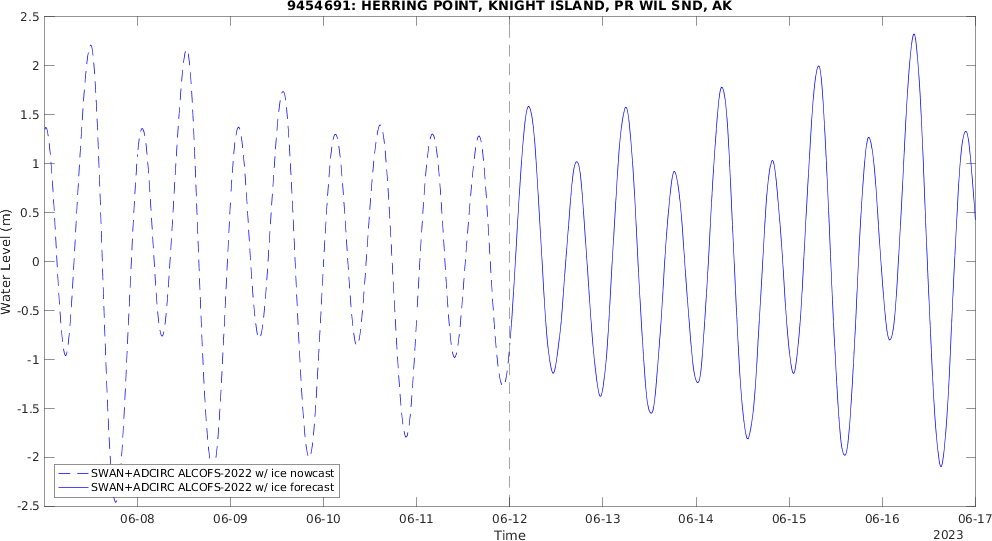 9454691: HERRING POINT, KNIGHT ISLAND, PR WIL SND, AK
2.5
2
1.5
1
0.5
0
-0.5
-1
-1.5
-2
-2.5
Water Level (m)
SWAN+ADCIRC ALCOFS-2022 w/ ice nowcast
SWAN+ADCIRC ALCOFS-2022 w/ ice forecast
06-08 06-09 06-10 06-11 06-12 06-13 06-14 06-15 06-16 06-17
Time
2023